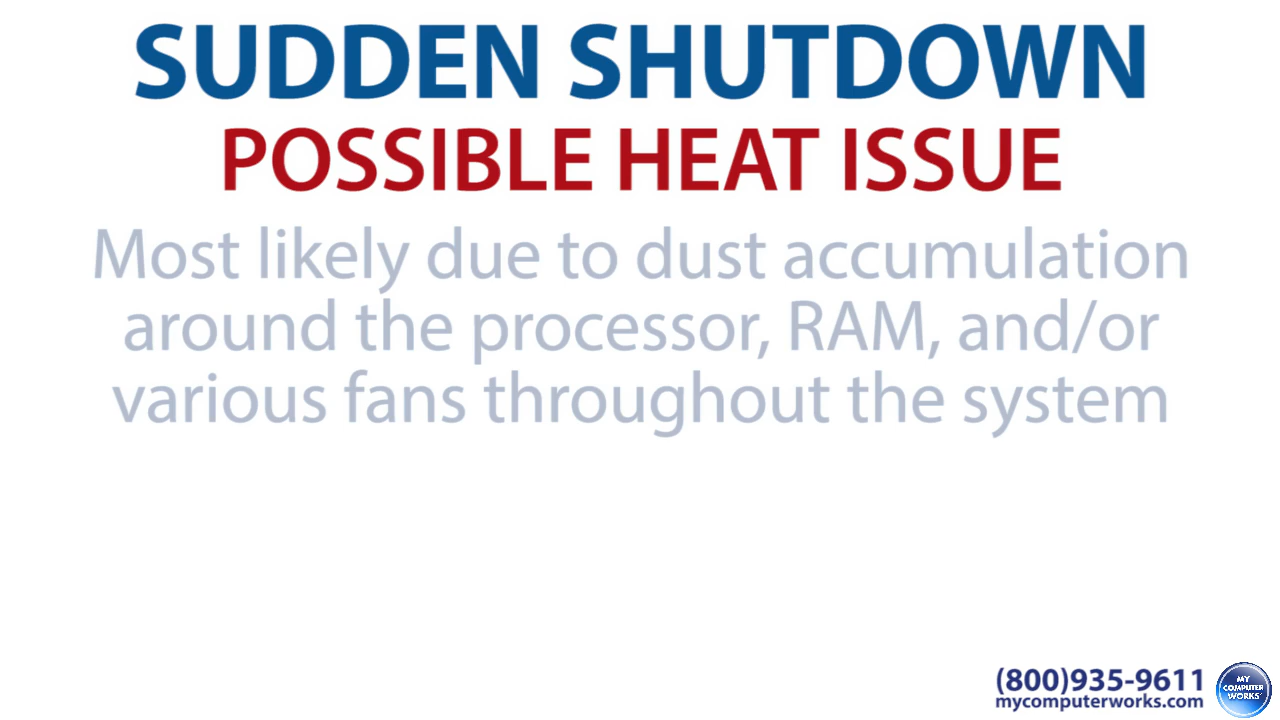 SUDDEN SHUTDOWN
POSSIBLE HEAT ISSUE
Most likely due to dust accumulation
around the processor, RAM, and/or
various fans throughout the system
(800)935-9611
mycomputerworks.com
MY
COMPUTER
WORKS